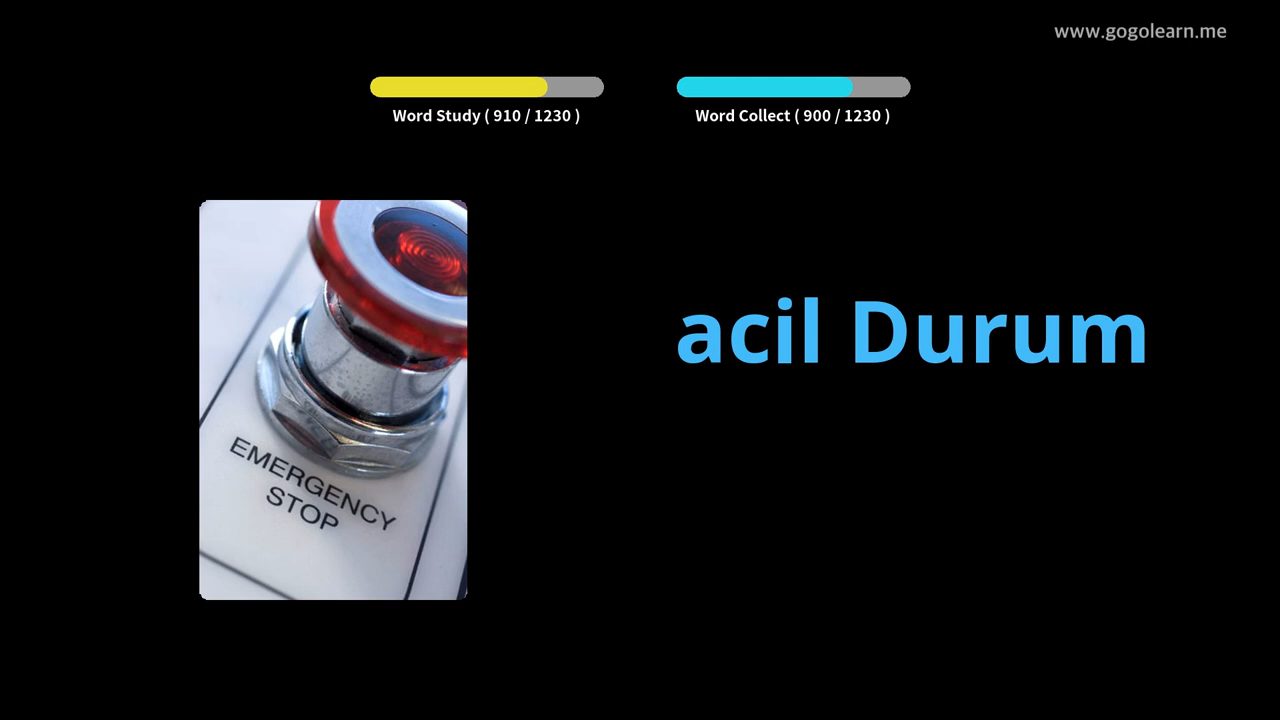 www.gogolearn.me
Word Study ( 910 / 1230 )
Word Collect ( 900 / 1230 )
acil Durum
EMERGENCY
STOP